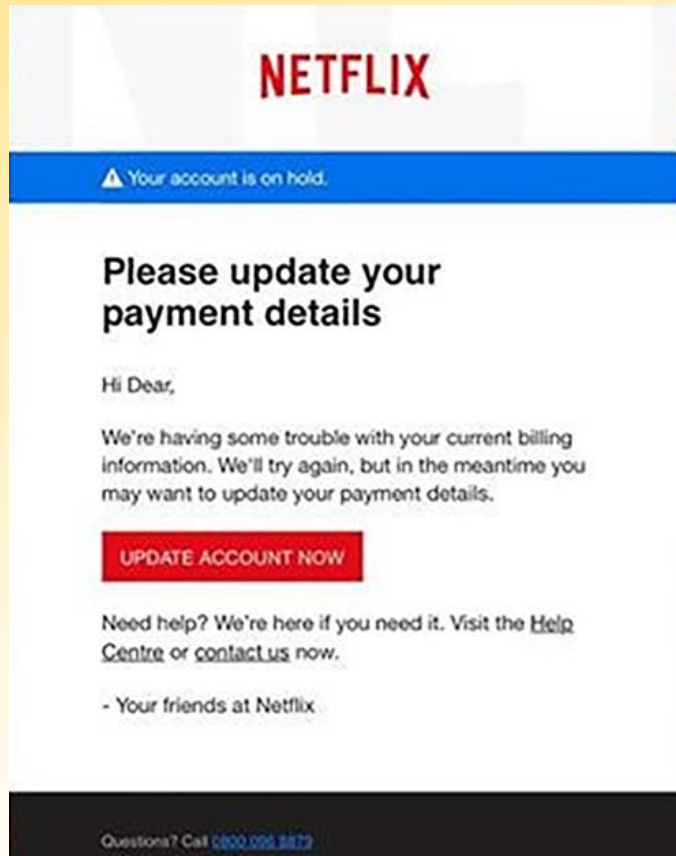 NETFLIX
Your account is on hold.
Please update your
payment details
Hi Dear,
We're having some trouble with your current billing
information. We'll try again, but in the meantime you
may want to update your payment details.
UPDATE ACCOUNT NOW
Need help? We're here if you need it. Visit the Help
Centre or contact us now.
- Your friends at Netflix
Questions? Call 0800 096 8879